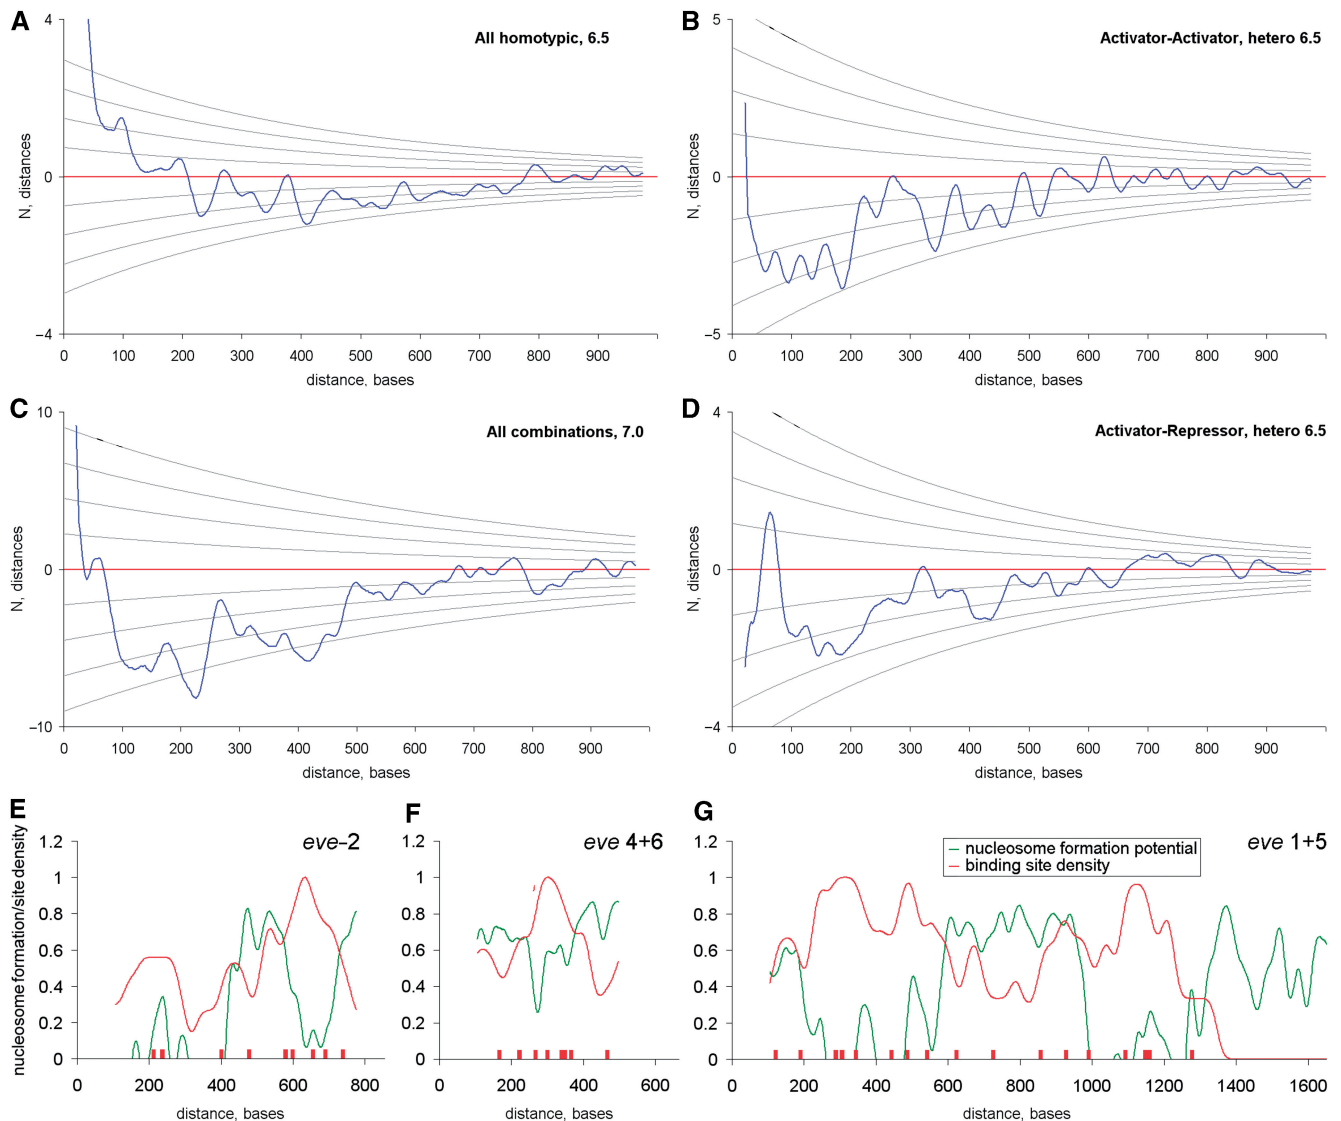 A
All homotypic, 6.5
4
0
−4
N, distances
0 100 200 300 400 500 600 700 800 900
distance, bases
B
Activator-Activator, hetero 6.5
5
0
−5
N, distances
0 100 200 300 400 500 600 700 800 900
distance, bases
C
All combinations, 7.0
10
0
−10
N, distances
0 100 200 300 400 500 600 700 800 900
distance, bases
D
Activator-Repressor, hetero 6.5
4
0
−4
N, distances
0 100 200 300 400 500 600 700 800 900
distance, bases
E
eve−2
nucleosome formation/site density
1.2
1
0.8
0.6
0.4
0.2
0
0 200 400 600 800
distance, bases
F
eve 4+6
1.2
1
0.8
0.6
0.4
0.2
0
0 200 400 600
distance, bases
G
eve 1+5
nucleosome formation potential
binding site density
1.2
1
0.8
0.6
0.4
0.2
0
0 200 400 600 800 1000 1200 1400 1600
distance, bases